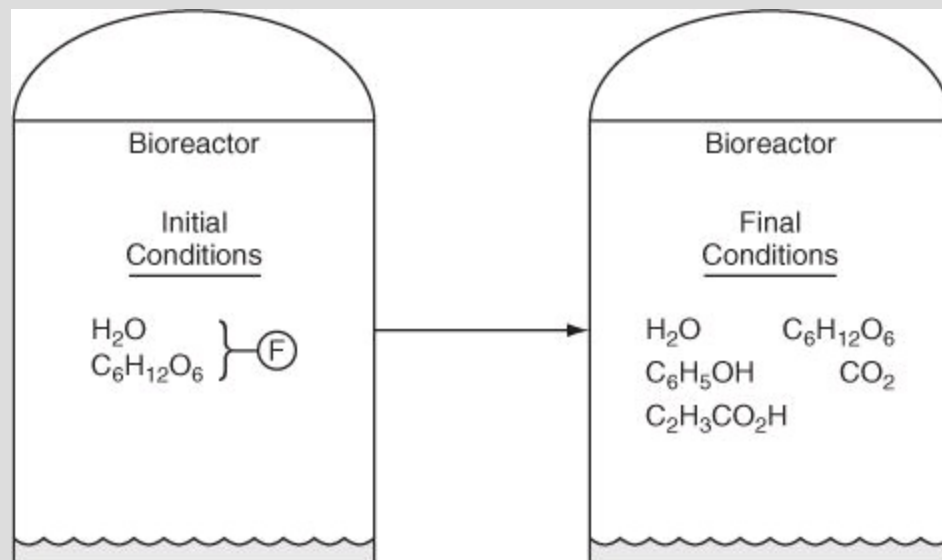 Bioreactor
Initial
Conditions
H₂O
C₆H₁₂O₆
F
Bioreactor
Final
Conditions
H₂O C₆H₁₂O₆
C₆H₅OH CO₂
C₂H₃CO₂H